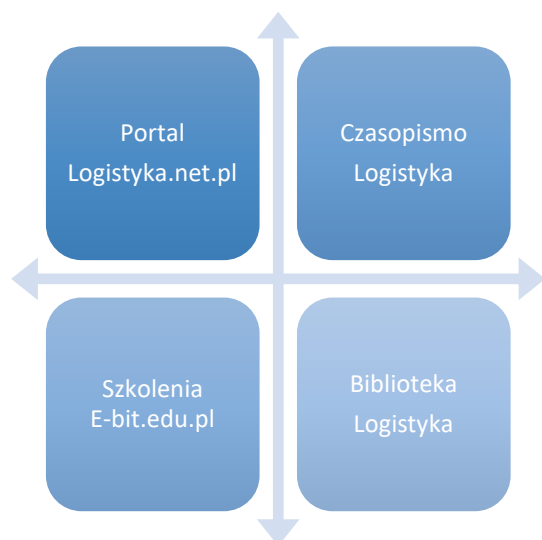 Portal
Logistyka.net.pl
Czasopismo
Logistyka
Szkolenia
E-bit.edu.pl
Biblioteka
Logistyka